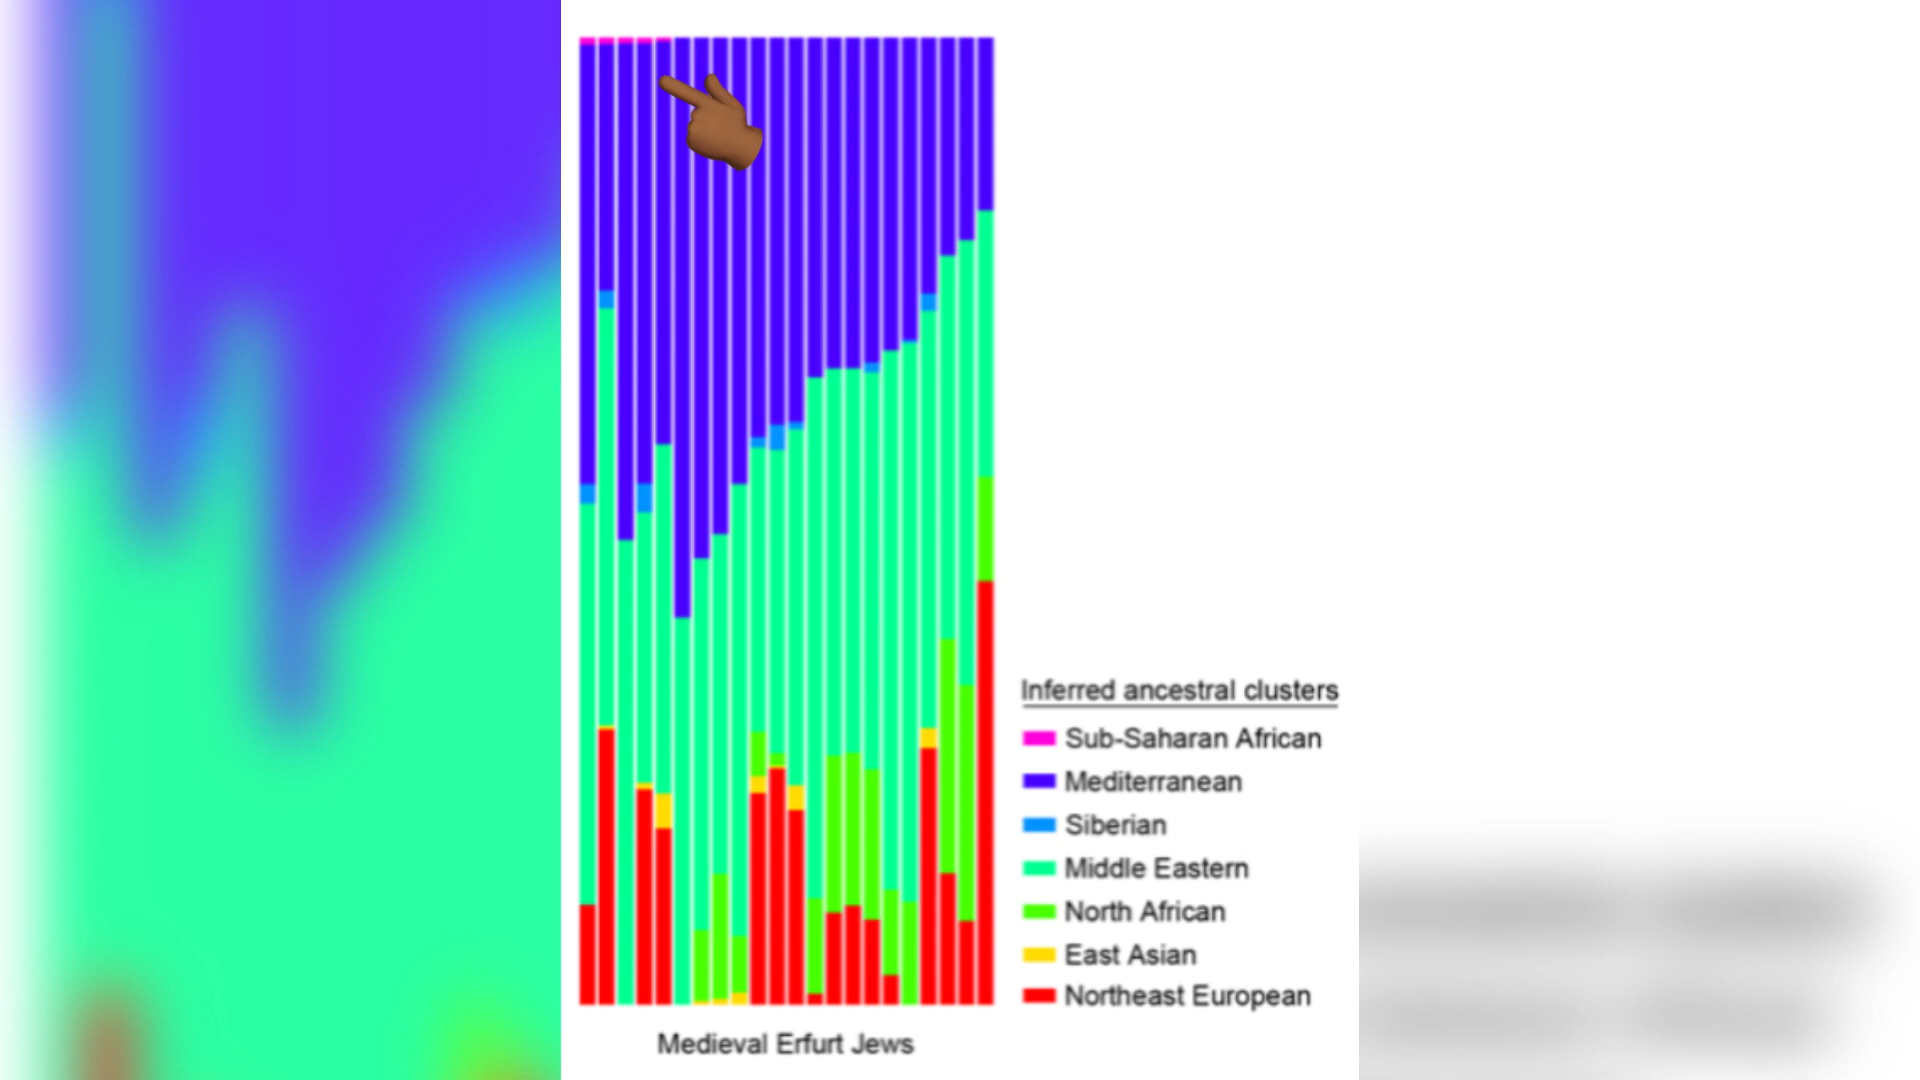 Inferred ancestral clusters
Sub-Saharan African
Mediterranean
Siberian
Middle Eastern
North African
East Asian
Northeast European
Medieval Erfurt Jews